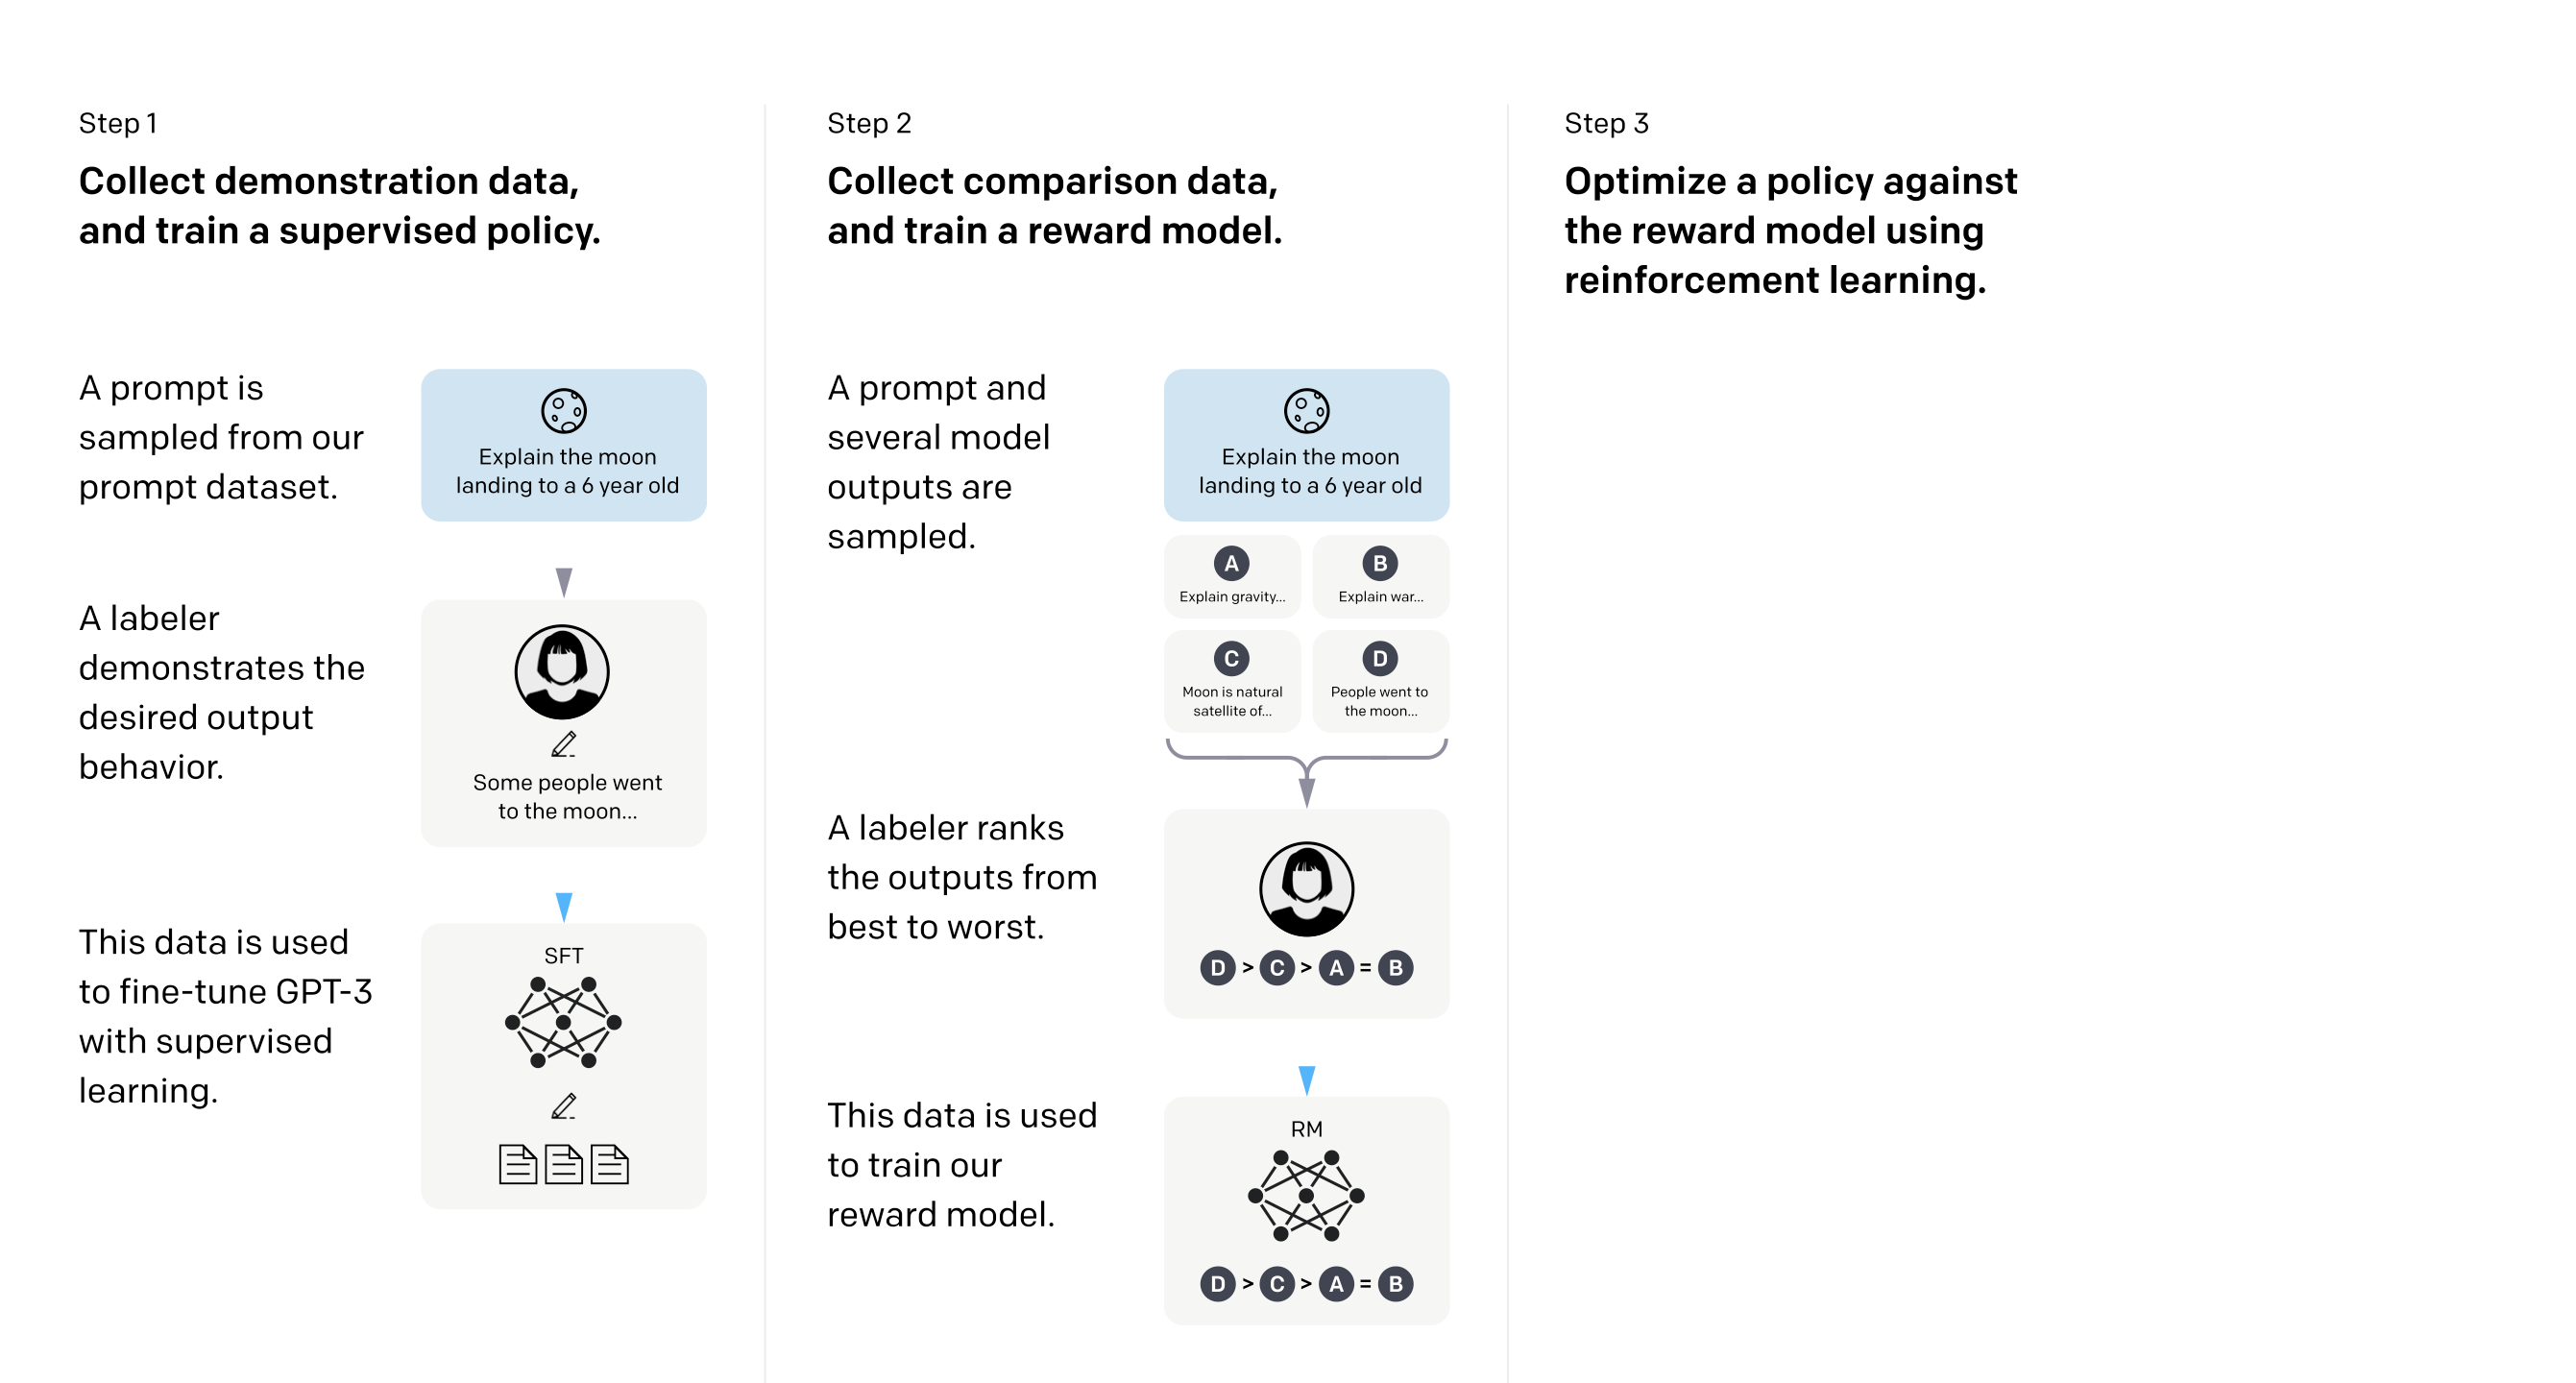 Step 1
Collect demonstration data,
and train a supervised policy.
A prompt is
sampled from our
prompt dataset.
Explain the moon
landing to a 6 year old
A labeler
demonstrates the
desired output
behavior.
Some people went
to the moon...
This data is used
to fine-tune GPT-3
with supervised
learning.
SFT
Step 2
Collect comparison data,
and train a reward model.
A prompt and
several model
outputs are
sampled.
Explain the moon
landing to a 6 year old
A
Explain gravity...
B
Explain war...
C
Moon is natural
satellite of...
D
People went to
the moon...
A labeler ranks
the outputs from
best to worst.
D > C > A = B
This data is used
to train our
reward model.
RM
D > C > A = B
Step 3
Optimize a policy against
the reward model using
reinforcement learning.